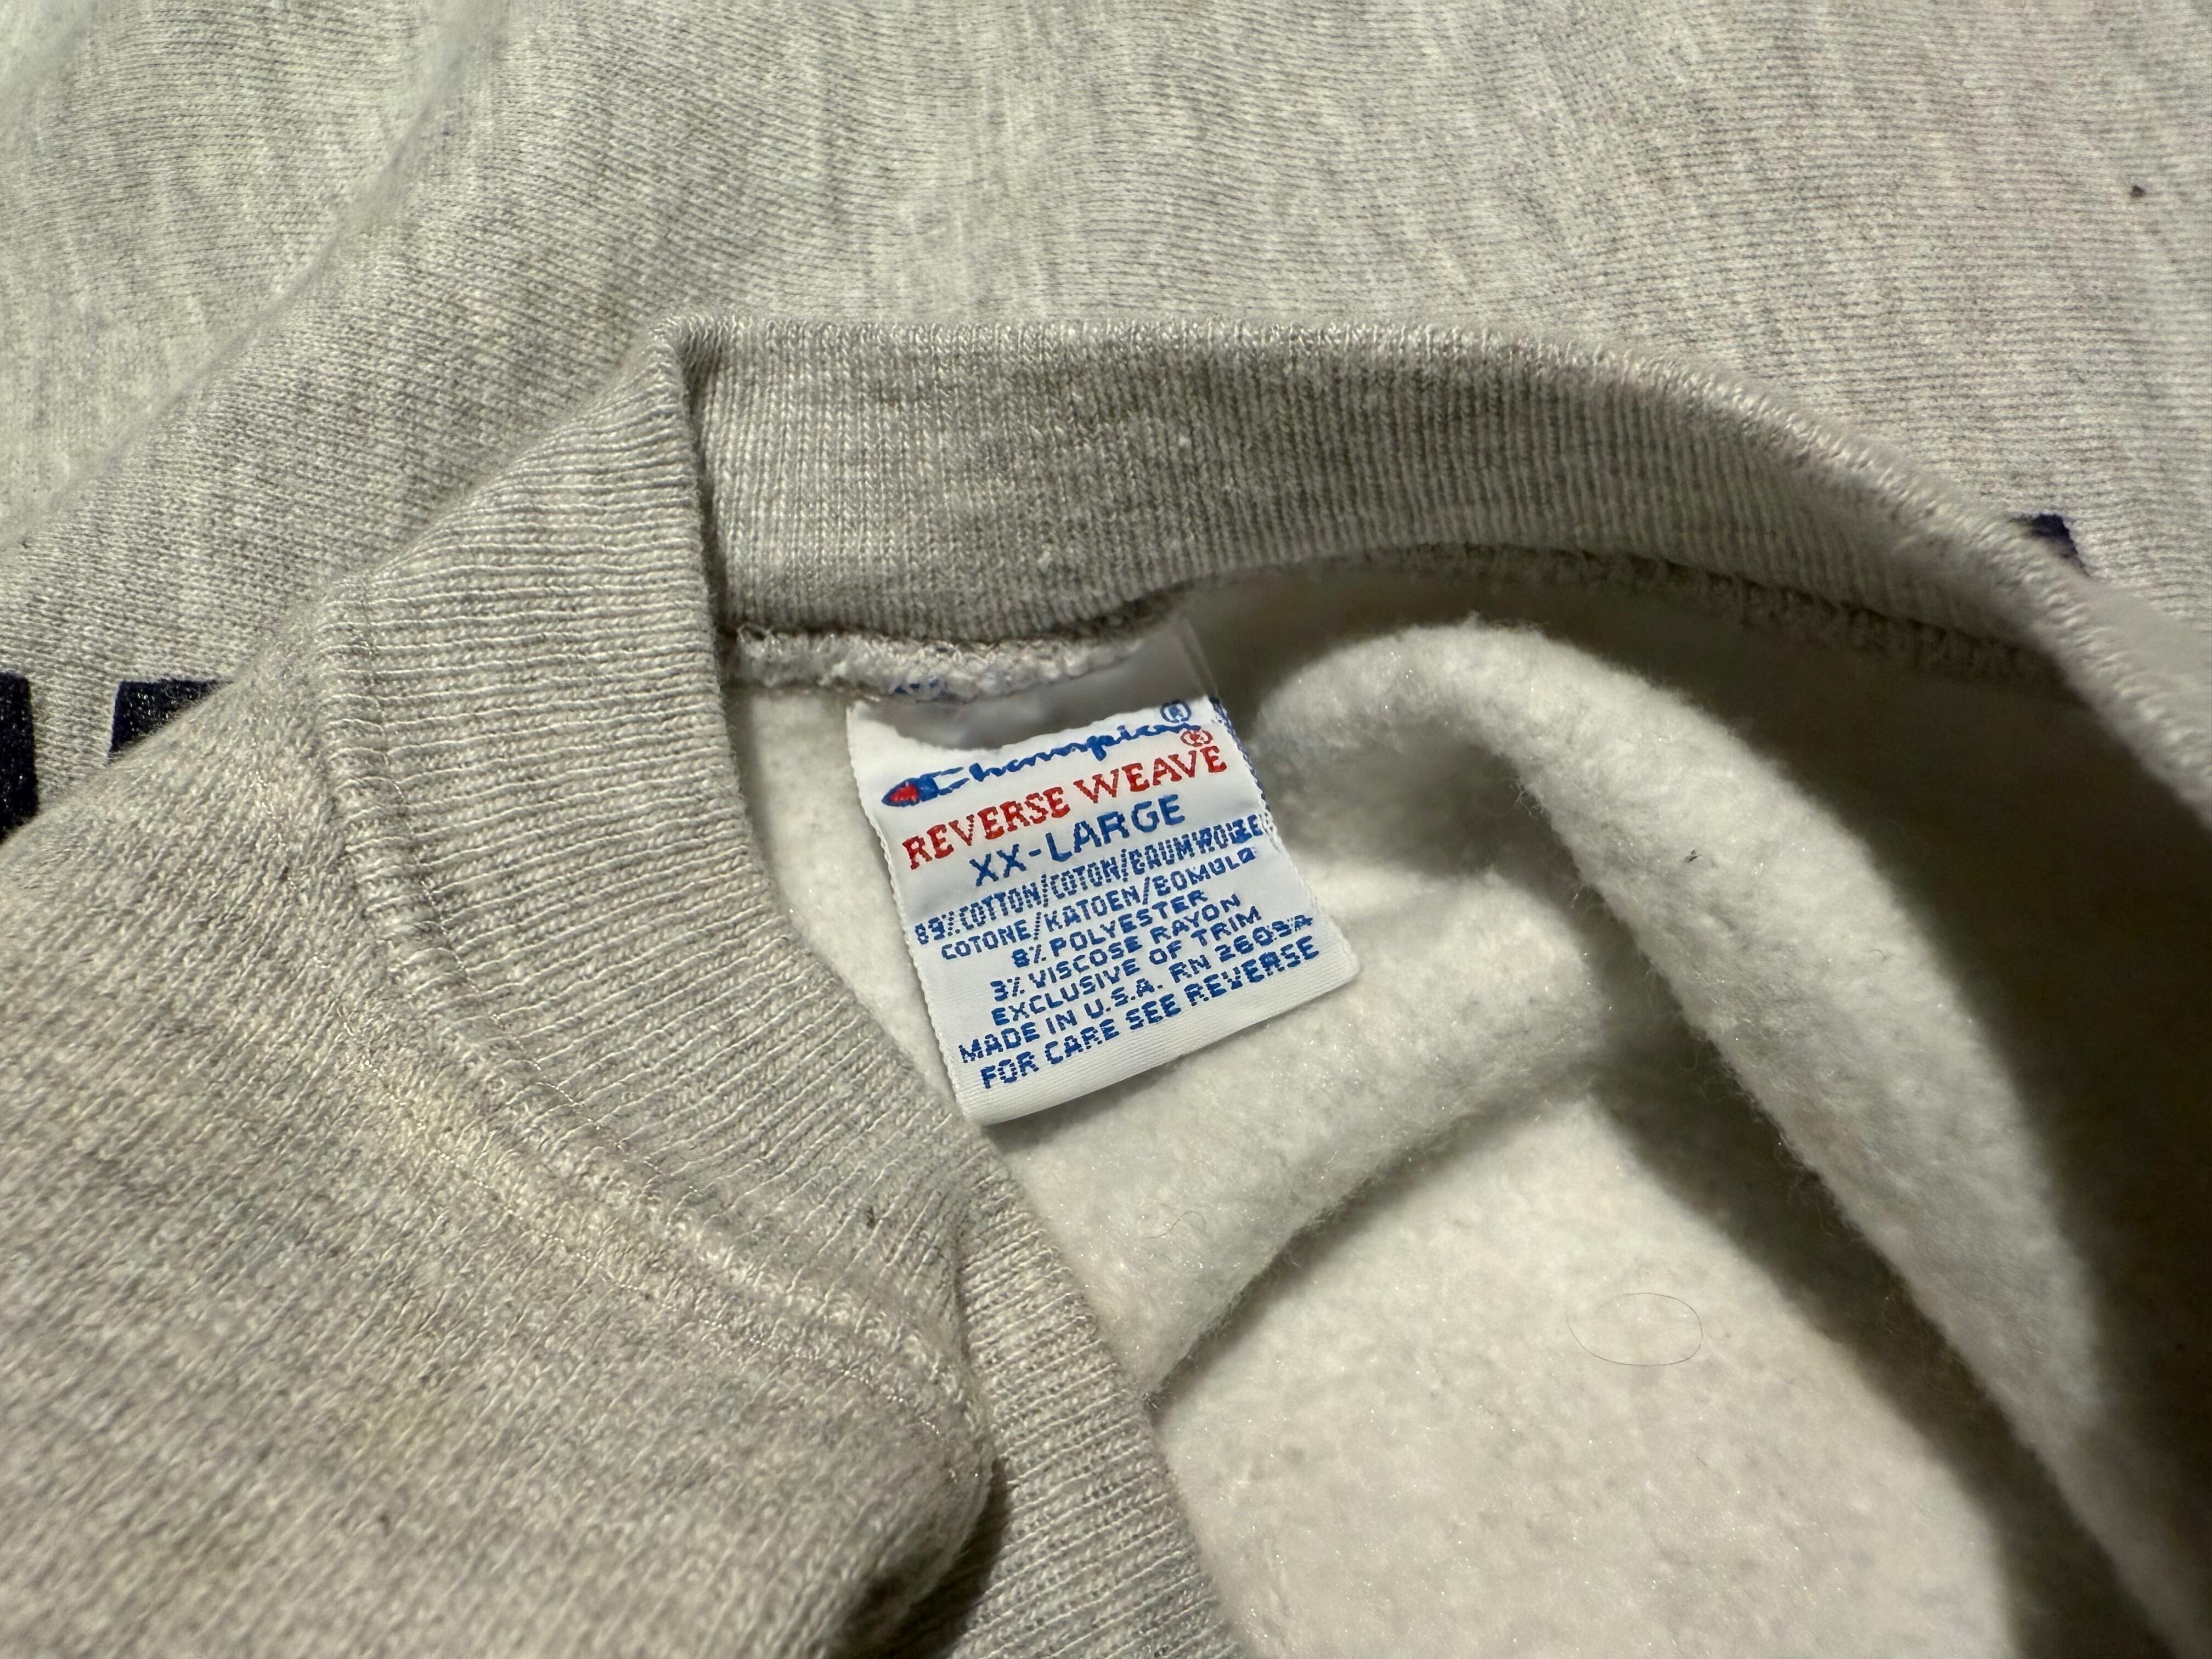 Champion®
REVERSE WEAVE®
XX-LARGE
89% COTTON/COTON/BAUMWOLLE
COTONE/KATOEN/BOMULD
8% POLYESTER
3% VISCOSE RAYON
EXCLUSIVE OF TRIM
MADE IN U.S.A. RN 26094
FOR CARE SEE REVERSE